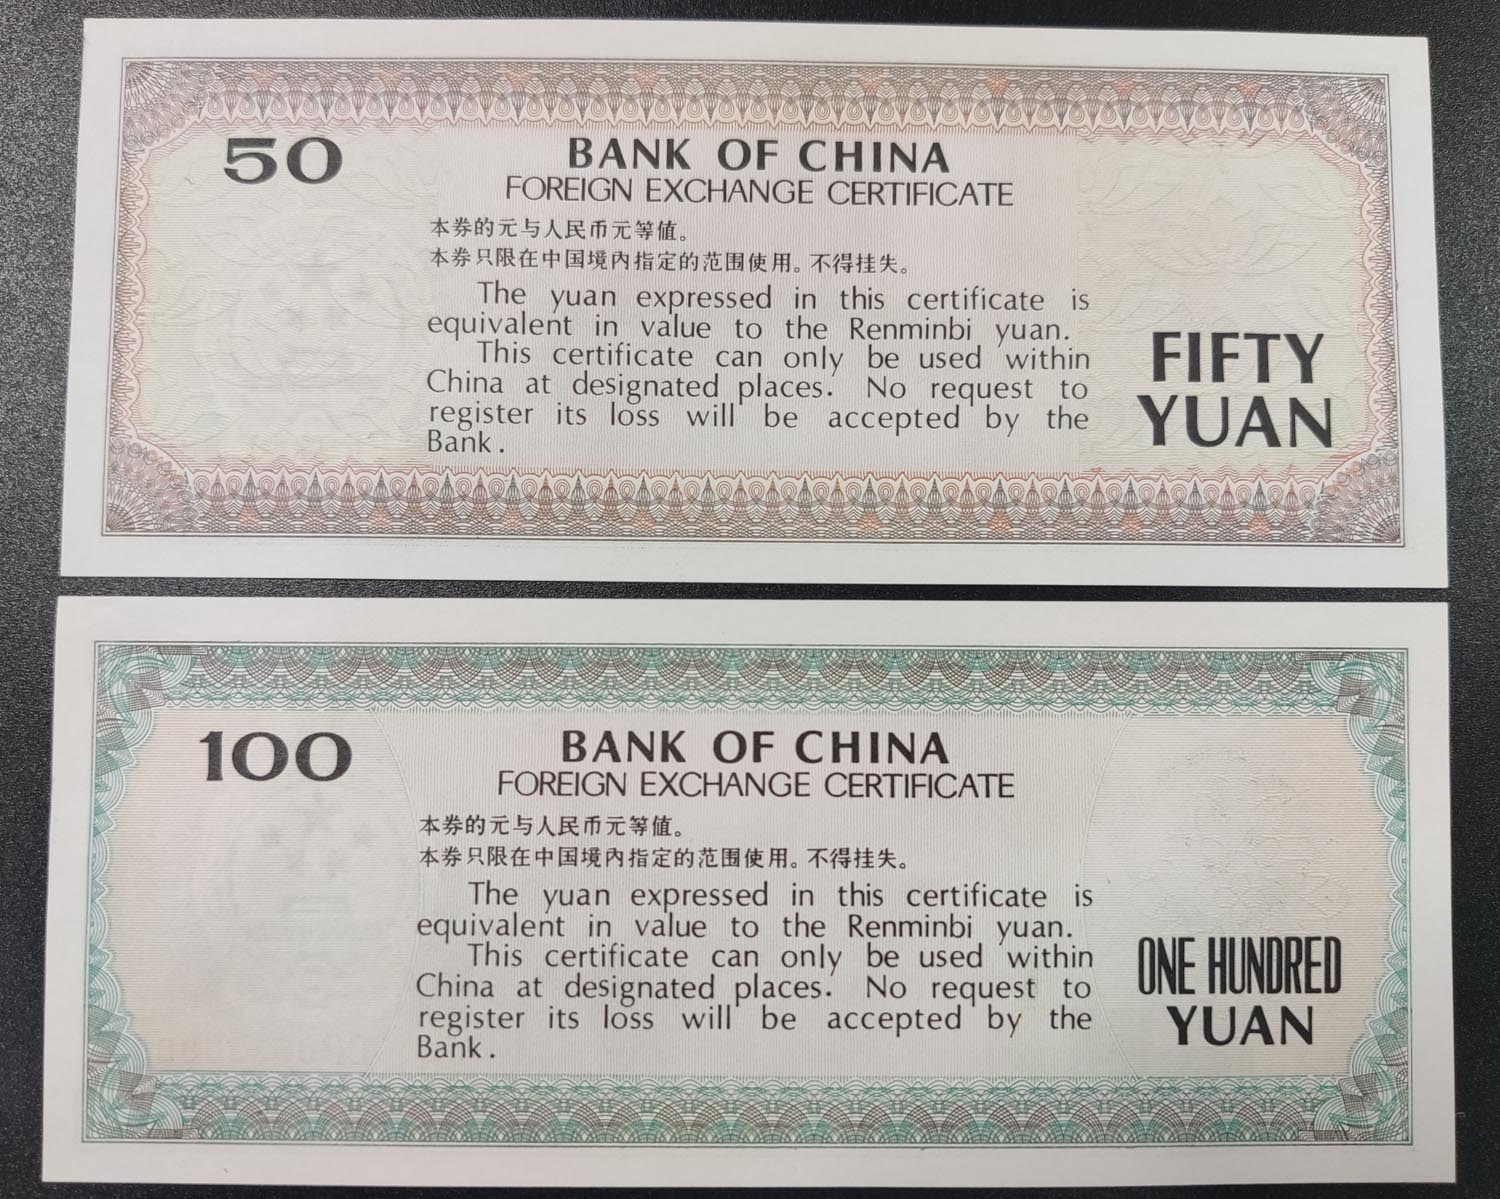 50
BANK OF CHINA
FOREIGN EXCHANGE CERTIFICATE
本券的元与人民币元等值。
本券只限在中国境内指定的范围使用。不得挂失。
The yuan expressed in this certificate is
equivalent in value to the Renminbi yuan.
This certificate can only be used within
China at designated places. No request to
register its loss will be accepted by the
Bank.
FIFTY
YUAN
100
BANK OF CHINA
FOREIGN EXCHANGE CERTIFICATE
本券的元与人民币元等值。
本券只限在中国境内指定的范围使用。不得挂失。
The yuan expressed in this certificate is
equivalent in value to the Renminbi yuan.
This certificate can only be used within
China at designated places. No request to
register its loss will be accepted by the
Bank.
ONE HUNDRED
YUAN